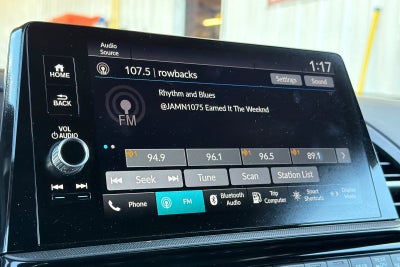 Audio
Source
1:17
HOME
107.5 | rowbacks
Settings
Sound
BACK
Rhythm and Blues
@JAMN1075 Earned It The Weeknd
FM
VOL
AUDIO
94.9
96.1
96.5
89.1
Seek
Tune
Scan
Station List
Phone
FM
Bluetooth
Audio
Trip
Computer
Smart
Shortcuts
Display
Mode